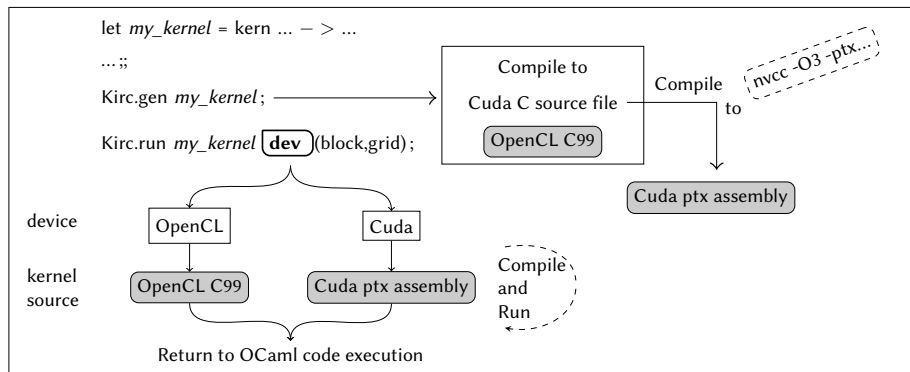 let my_kernel = kern ... − > ...
... ;;
Kirc.gen my_kernel ;
Kirc.run my_kernel dev (block,grid) ;
Compile to
Cuda C source file
OpenCL C99
Compile
to
nvcc -O3 -ptx...
Cuda ptx assembly
device
OpenCL
Cuda
kernel
source
OpenCL C99
Cuda ptx assembly
Compile
and
Run
Return to OCaml code execution